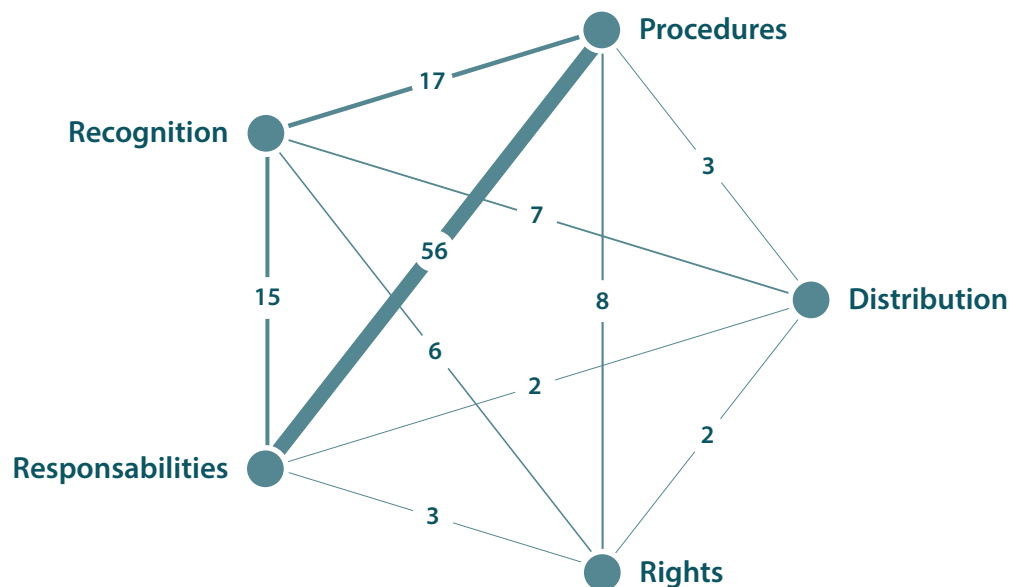 Procedures
17
Recognition
3
7
56
15
8
Distribution
6
2
2
Responsabilities
3
Rights